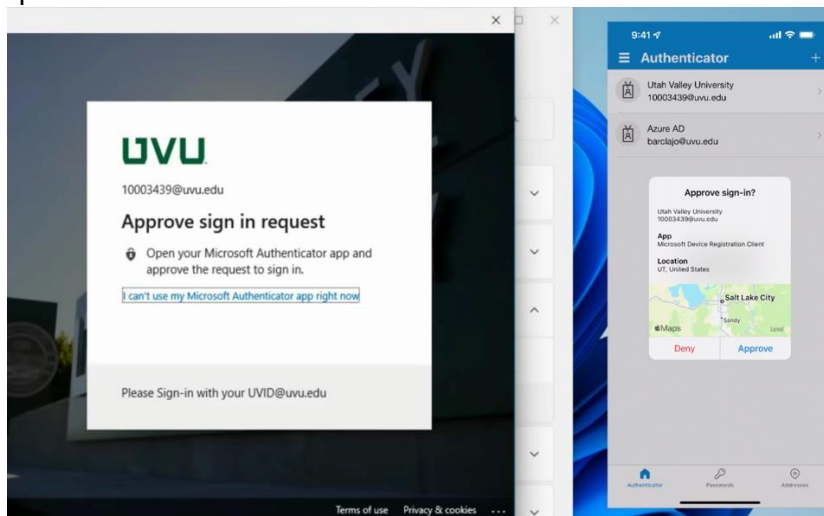 UVU
10003439@uvu.edu
Approve sign in request
Open your Microsoft Authenticator app and
approve the request to sign in.
I can't use my Microsoft Authenticator app right now
Please Sign-in with your UVID@uvu.edu
Terms of use Privacy & cookies ...
9:41
Authenticator
Utah Valley University
10003439@uvu.edu
Azure AD
barclajo@uvu.edu
Approve sign-in?
Utah Valley University
10003439@uvu.edu
App
Microsoft Device Registration Client
Location
UT, United States
Salt Lake City
Sandy
Maps
Legal
Deny Approve
Authenticator Passwords Addresses